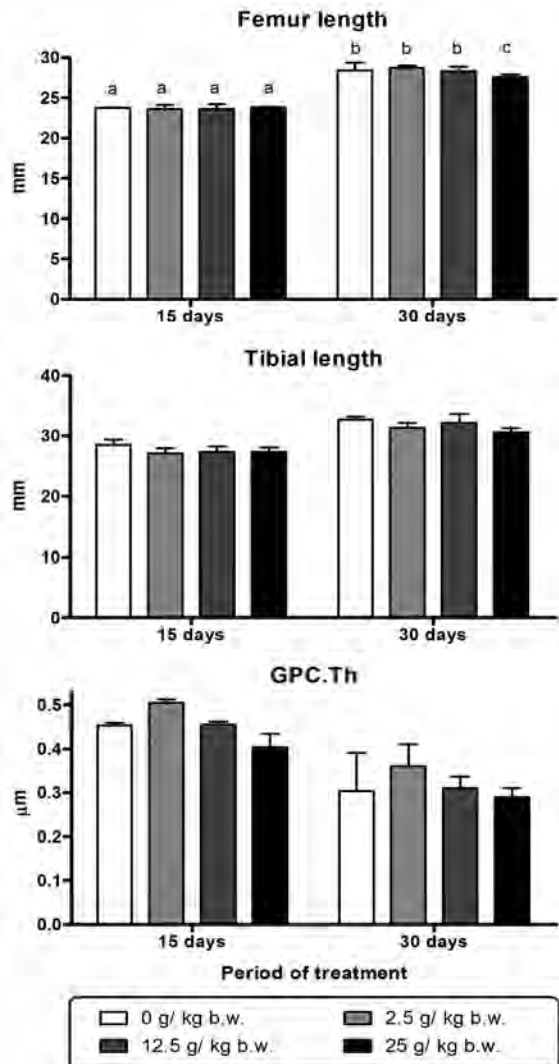 Femur length
30
25
20
15
10
5
0
mm
a a a a b b b c
15 days 30 days
Tibial length
40
30
20
10
0
mm
15 days 30 days
GPC.Th
0.5
0.4
0.3
0.2
0.1
0.0
μm
15 days 30 days
Period of treatment
0 g/ kg b.w. 2.5 g/ kg b.w.
12.5 g/ kg b.w. 25 g/ kg b.w.